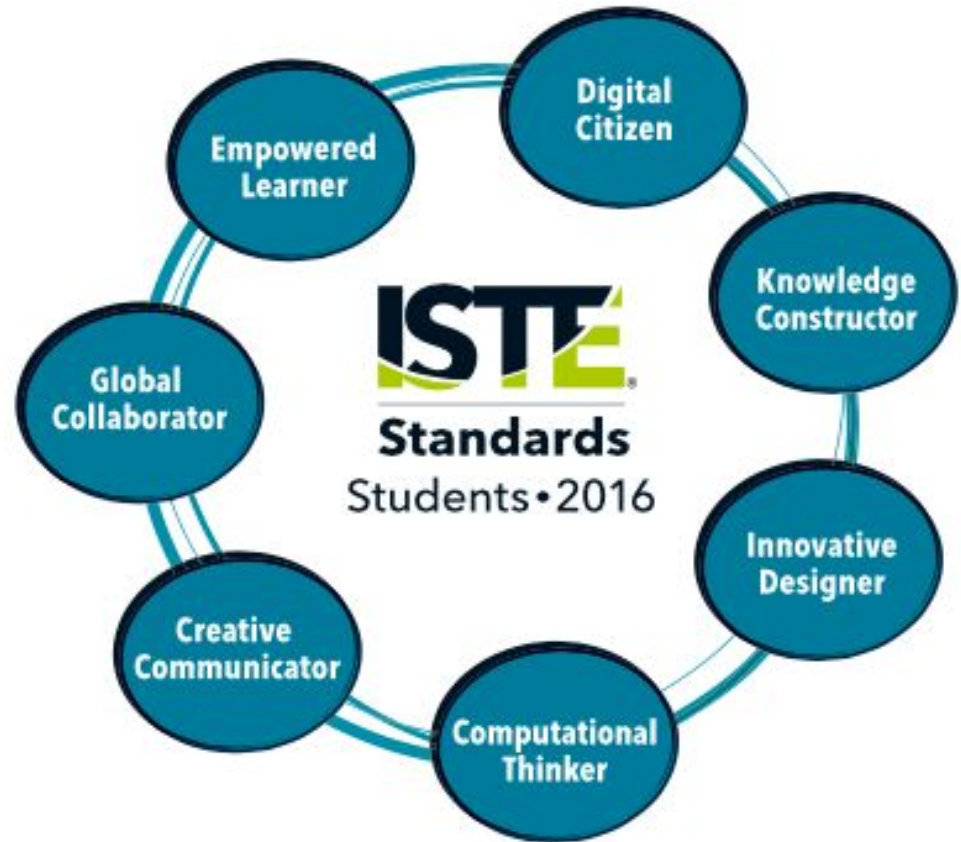 Digital
Citizen
Empowered
Learner
Knowledge
Constructor
ISTE®
Standards
Students•2016
Global
Collaborator
Innovative
Designer
Creative
Communicator
Computational
Thinker